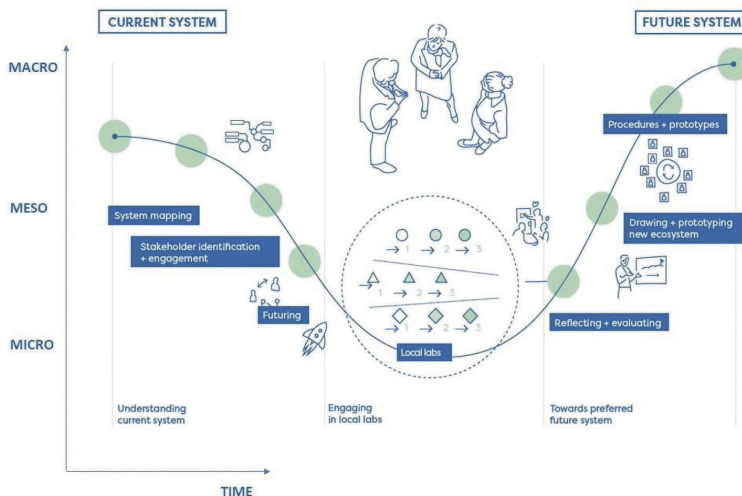 CURRENT SYSTEM
FUTURE SYSTEM
MACRO
MESO
MICRO
System mapping
Stakeholder identification
+ engagement
Futuring
1 2 3
1 2 3
1 2 3
Local labs
Procedures + prototypes
Drawing + prototyping
new ecosystem
Reflecting + evaluating
Understanding
current system
Engaging
in local labs
Towards preferred
future system
TIME